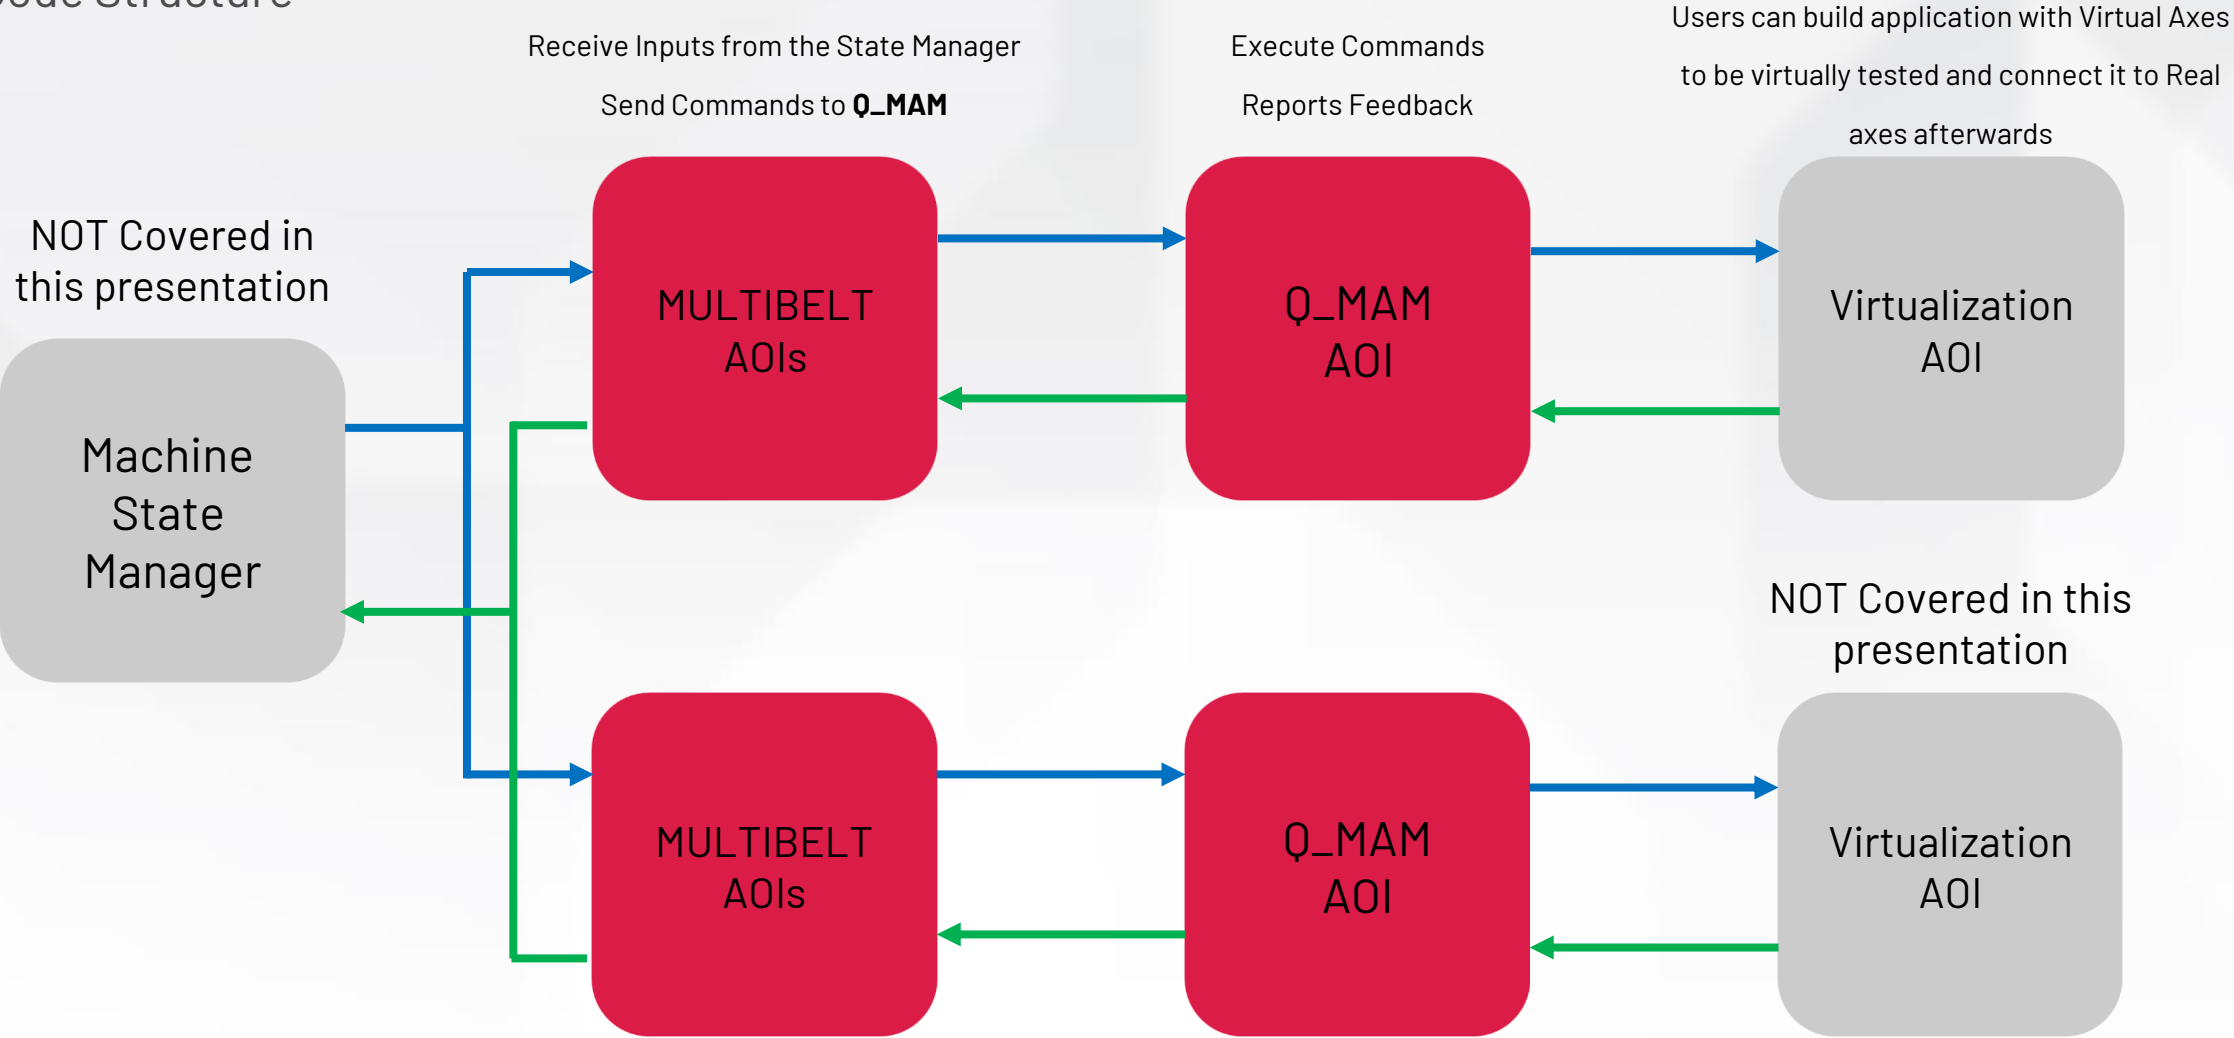 Structure
Receive Inputs from the State Manager
Send Commands to Q_MAM
Execute Commands
Reports Feedback
Users can build application with Virtual Axes
to be virtually tested and connect it to Real
axes afterwards
NOT Covered in
this presentation
Machine
State
Manager
MULTIBELT
AOIs
Q_MAM
AOI
Virtualization
AOI
NOT Covered in this
presentation
MULTIBELT
AOIs
Q_MAM
AOI
Virtualization
AOI